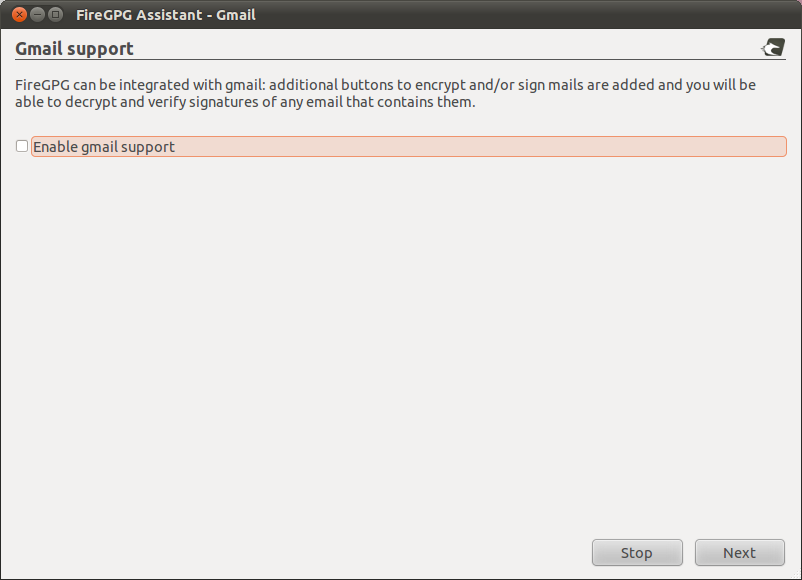 FireGPG Assistant - Gmail
Gmail support
FireGPG can be integrated with gmail: additional buttons to encrypt and/or sign mails are added and you will be
able to decrypt and verify signatures of any email that contains them.
Enable gmail support
Stop
Next